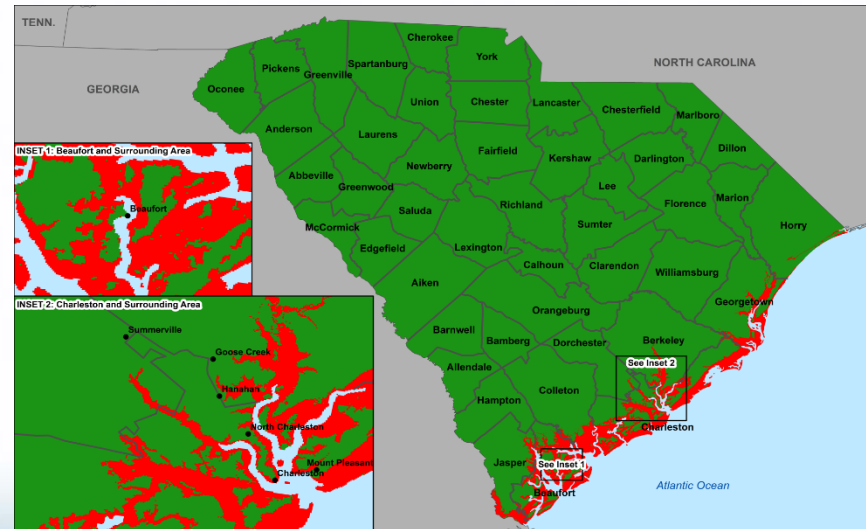 TENN.
GEORGIA
NORTH CAROLINA
Cherokee
York
Spartanburg
Pickens
Greenville
Oconee
Union
Chester
Lancaster
Chesterfield
Marlboro
Anderson
Laurens
Dillon
Fairfield
Kershaw
Darlington
Newberry
Abbeville
Greenwood
Lee
Marion
Florence
Saluda
Richland
Horry
McCormick
Sumter
Edgefield
Lexington
Calhoun
Clarendon
Williamsburg
Aiken
Georgetown
Orangeburg
Barnwell
Bamberg
Dorchester
Berkeley
Allendale
See Inset 2
Colleton
Hampton
Charleston
Jasper
See Inset 1
Beaufort
Atlantic Ocean
INSET 1: Beaufort and Surrounding Area
Beaufort
INSET 2: Charleston and Surrounding Area
Summerville
Goose Creek
Hanahan
North Charleston
Mount Pleasant
Charleston